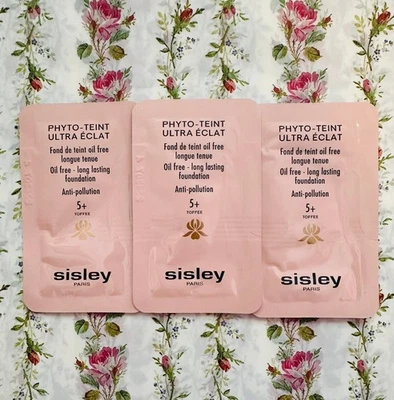 PHYTO-TEINT
ULTRA ÉCLAT
Fond de teint oil free
longue tenue
Oil free - long lasting
foundation
Anti-pollution
5+
TOFFEE
sisley
PARIS
PHYTO-TEINT
ULTRA ÉCLAT
Fond de teint oil free
longue tenue
Oil free - long lasting
foundation
Anti-pollution
5+
TOFFEE
sisley
PARIS
PHYTO-TEINT
ULTRA ÉCLAT
Fond de teint oil free
longue tenue
Oil free - long lasting
foundation
Anti-pollution
5+
TOFFEE
sisley
PARIS